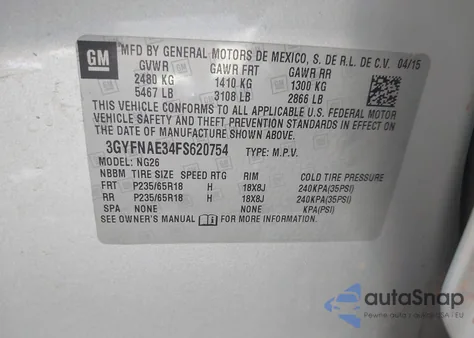 GM
MFD BY GENERAL MOTORS DE MEXICO, S. DE R.L. DE C.V. 04/15
GVWR GAWR FRT GAWR RR
2480 KG 1410 KG 1300 KG
5467 LB 3108 LB 2866 LB
THIS VEHICLE CONFORMS TO ALL APPLICABLE U.S. FEDERAL MOTOR
VEHICLE SAFETY AND THEFT PREVENTION STANDARDS IN EFFECT
ON THE DATE OF MANUFACTURE SHOWN ABOVE.
3GYFNAE34FS620754 TYPE: M.P.V.
MODEL: NG26
NBBM TIRE SIZE SPEED RTG RIM COLD TIRE PRESSURE
FRT P235/65R18 H 18X8J 240KPA(35PSI)
RR P235/65R18 H 18X8J 240KPA(35PSI)
SPA NONE NONE KPA(PSI)
SEE OWNER'S MANUAL FOR MORE INFORMATION.
autoSnap
Pewne auta z USA i EU